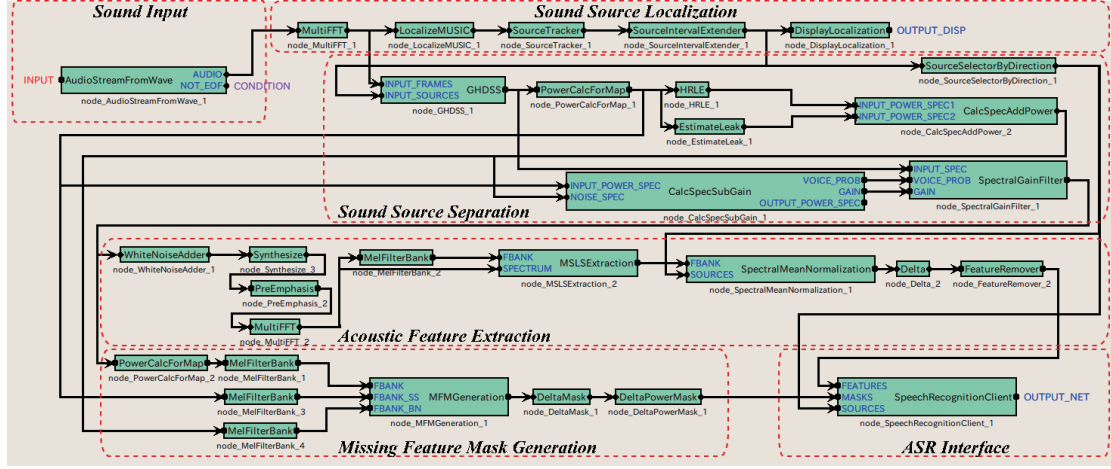 Sound Input
INPUT
AudioStreamFromWave
AUDIO
NOT_EOF
CONDITION
node_AudioStreamFromWave_1
Sound Source Localization
MultiFFT
node_MultiFFT_1
LocalizeMUSIC
node_LocalizeMUSIC_1
SourceTracker
node_SourceTracker_1
SourceIntervalExtender
node_SourceIntervalExtender_1
DisplayLocalization
node_DisplayLocalization_1
OUTPUT_DISP
SourceSelectorByDirection
node_SourceSelectorByDirection_1
INPUT_FRAMES
INPUT_SOURCES
GHDSS
node_GHDSS_1
PowerCalcForMap
node_PowerCalcForMap_1
HRLE
node_HRLE_1
EstimateLeak
node_EstimateLeak_1
INPUT_POWER_SPEC1
INPUT_POWER_SPEC2
CalcSpecAddPower
node_CalcSpecAddPower_2
INPUT_POWER_SPEC
NOISE_SPEC
CalcSpecSubGain
VOICE_PROB
GAIN
OUTPUT_POWER_SPEC
node_CalcSpecSubGain_1
INPUT_SPEC
VOICE_PROB
GAIN
SpectralGainFilter
node_SpectralGainFilter_1
Sound Source Separation
WhiteNoiseAdder
node_WhiteNoiseAdder_1
Synthesize
node_Synthesize_3
PreEmphasis
node_PreEmphasis_2
MultiFFT
node_MultiFFT_2
MelFilterBank
node_MelFilterBank_2
FBANK
SPECTRUM
MSLSExtraction
node_MSLSExtraction_2
FBANK
SOURCES
SpectralMeanNormalization
node_SpectralMeanNormalization_1
Delta
node_Delta_2
FeatureRemover
node_FeatureRemover_2
Acoustic Feature Extraction
PowerCalcForMap
node_PowerCalcForMap_2
MelFilterBank
node_MelFilterBank_1
MelFilterBank
node_MelFilterBank_3
MelFilterBank
node_MelFilterBank_4
FBANK
FBANK_SS
FBANK_BN
MFMGeneration
node_MFMGeneration_1
DeltaMask
node_DeltaMask_1
DeltaPowerMask
node_DeltaPowerMask_1
Missing Feature Mask Generation
FEATURES
MASKS
SOURCES
SpeechRecognitionClient
OUTPUT_NET
node_SpeechRecognitionClient_1
ASR Interface